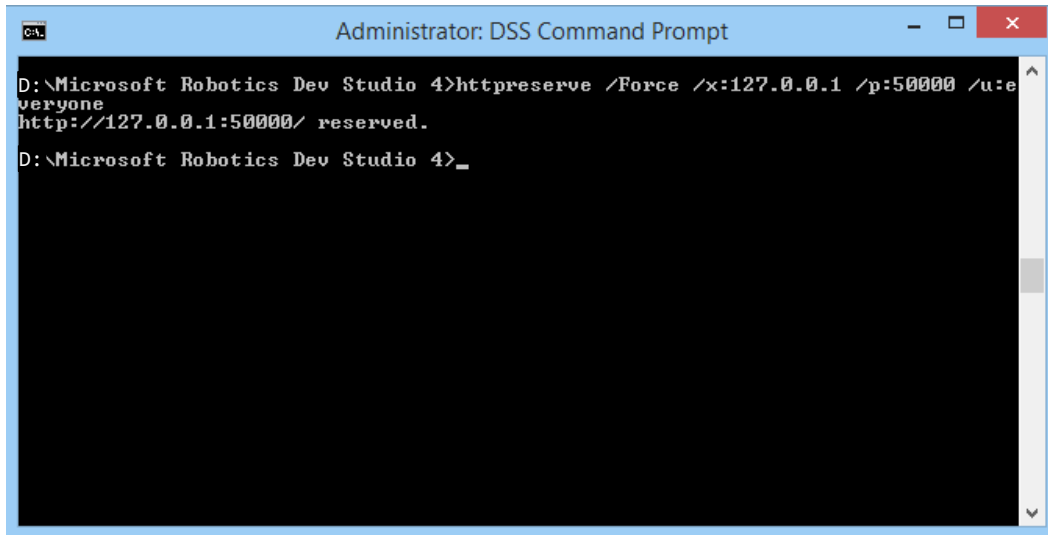 Administrator: DSS Command Prompt
D:\Microsoft Robotics Dev Studio 4>httpreserve /Force /x:127.0.0.1 /p:50000 /u:e
veryone
http://127.0.0.1:50000/ reserved.
D:\Microsoft Robotics Dev Studio 4>_